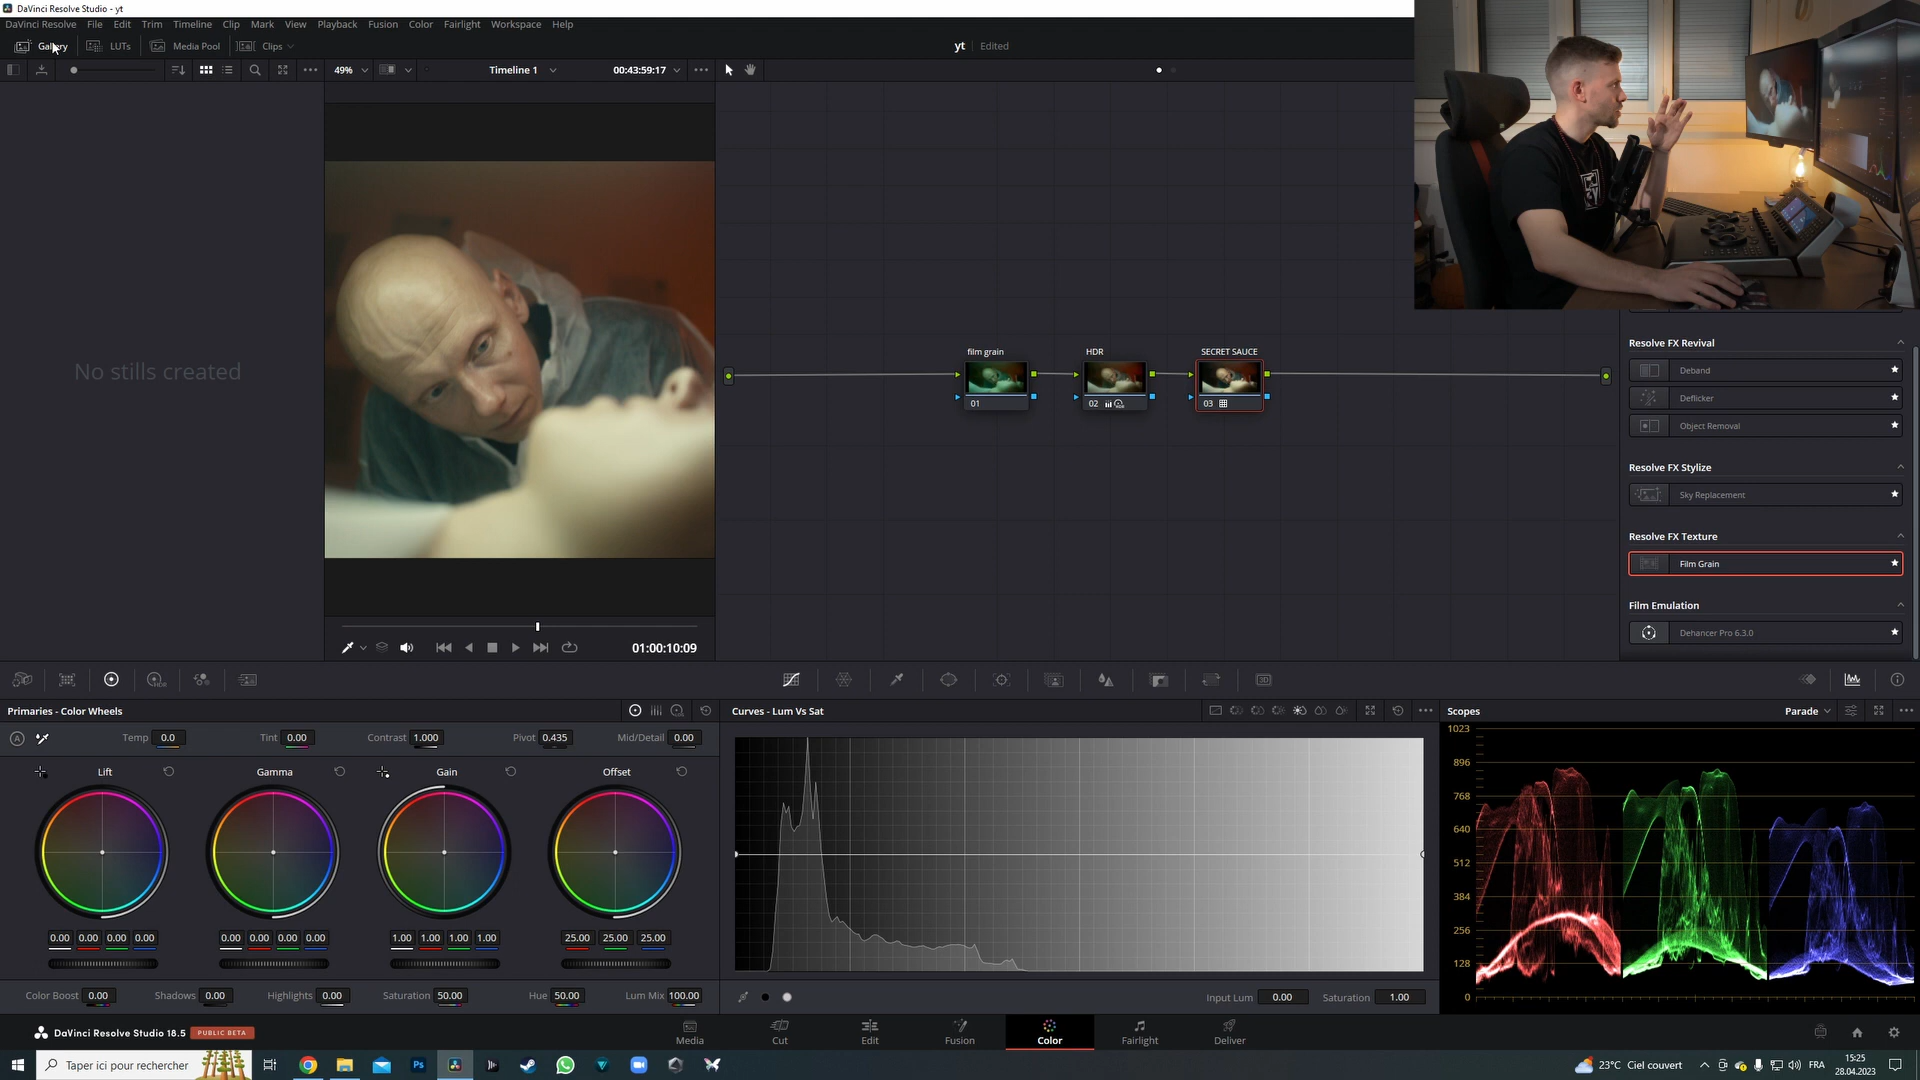 DaVinci Resolve Studio - yt
DaVinci Resolve File Edit Trim Timeline Clip Mark View Playback Fusion Color Fairlight Workspace Help
Gallery LUTs Media Pool Clips yt Edited
49% Timeline 1 00:43:59:17
No stills created
film grain HDR SECRET SAUCE
01 02 03
01:00:10:09
Resolve FX Revival
Deband
Deflicker
Object Removal
Resolve FX Stylize
Sky Replacement
Resolve FX Texture
Film Grain
Film Emulation
Dehancer Pro 6.3.0
HDR
3D
Primaries - Color Wheels
A Temp 0.0 Tint 0.00 Contrast 1.000 Pivot 0.435 Mid/Detail 0.00
Lift Gamma Gain Offset
0.00 0.00 0.00 0.00 0.00 0.00 0.00 0.00 1.00 1.00 1.00 1.00 25.00 25.00 25.00
Color Boost 0.00 Shadows 0.00 Highlights 0.00 Saturation 50.00 Hue 50.00 Lum Mix 100.00
Curves - Lum Vs Sat
Input Lum 0.00 Saturation 1.00
Scopes Parade
1023
896
768
640
512
384
256
128
0
DaVinci Resolve Studio 18.5 PUBLIC BETA
Media Cut Edit Fusion Color Fairlight Deliver
Taper ici pour rechercher
Ps
23°C Ciel couvert FRA 15:25
28.04.2023